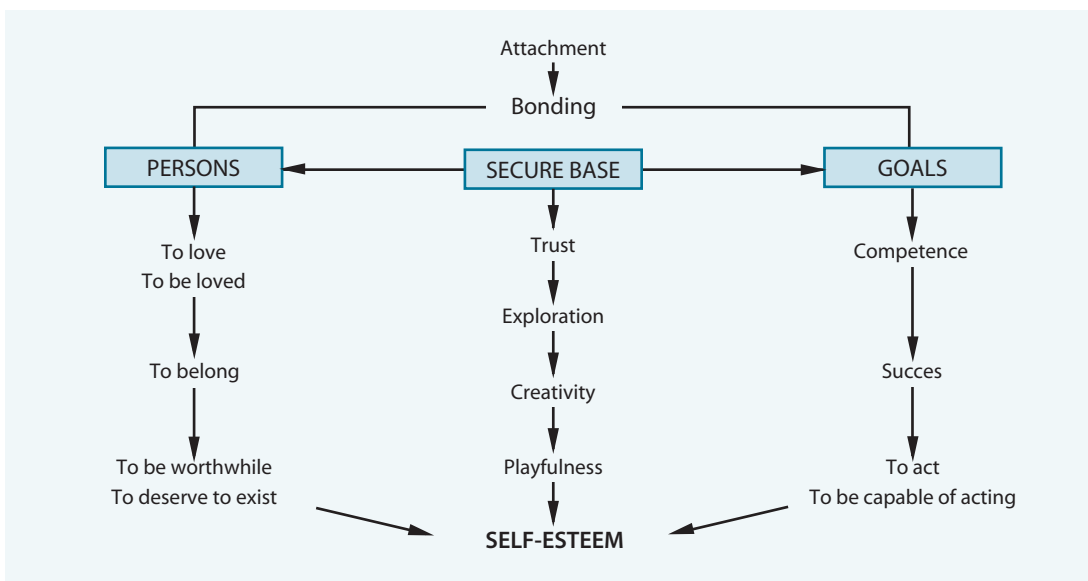 Attachment
Bonding
PERSONS
SECURE BASE
GOALS
To love
To be loved
To belong
To be worthwhile
To deserve to exist
Trust
Exploration
Creativity
Playfulness
Competence
Succes
To act
To be capable of acting
SELF-ESTEEM